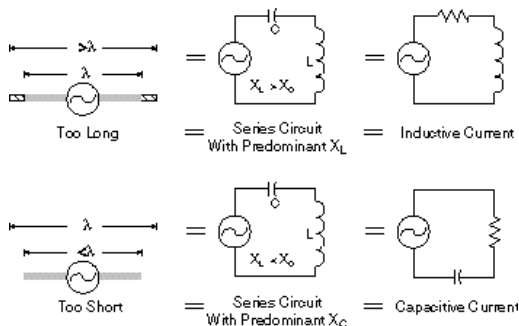 >λ
λ
Too Long
=
C
L
X_L > X_C
=
=
Series Circuit
With Predominant X_L
=
Inductive Current
λ
<λ
Too Short
=
C
L
X_L < X_C
=
=
Series Circuit
With Predominant X_C
=
Capacitive Current